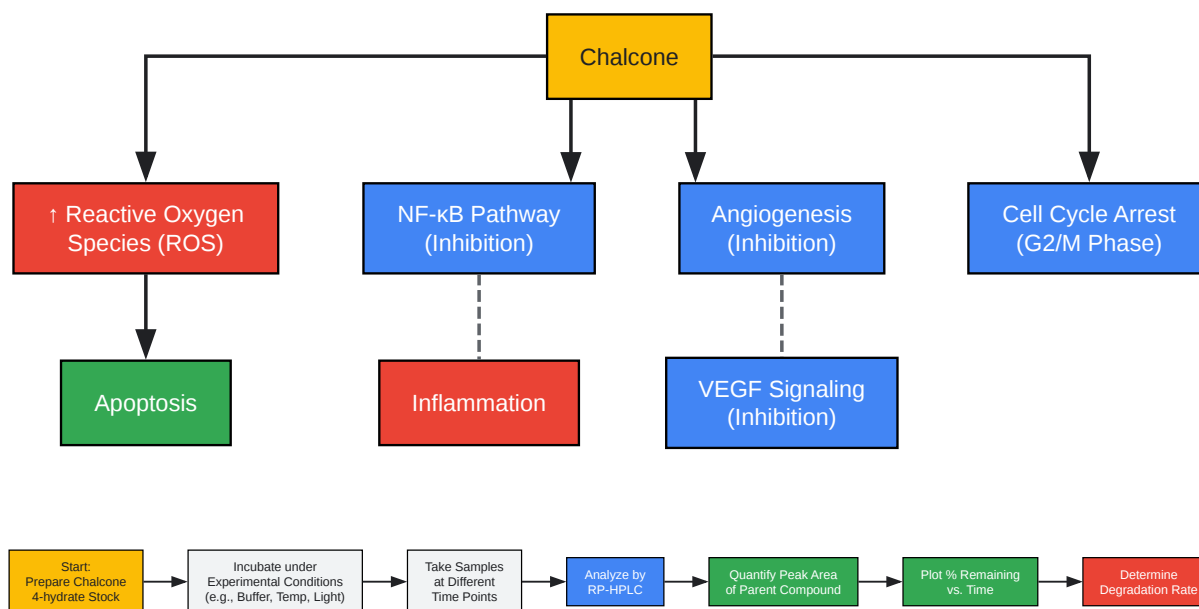 Chalcone
↑ Reactive Oxygen
Species (ROS)
NF-κB Pathway
(Inhibition)
Angiogenesis
(Inhibition)
Cell Cycle Arrest
(G2/M Phase)
Apoptosis
Inflammation
VEGF Signaling
(Inhibition)
Start:
Prepare Chalcone
4-hydrate Stock
Incubate under
Experimental Conditions
(e.g., Buffer, Temp, Light)
Take Samples
at Different
Time Points
Analyze by
RP-HPLC
Quantify Peak Area
of Parent Compound
Plot % Remaining
vs. Time
Determine
Degradation Rate